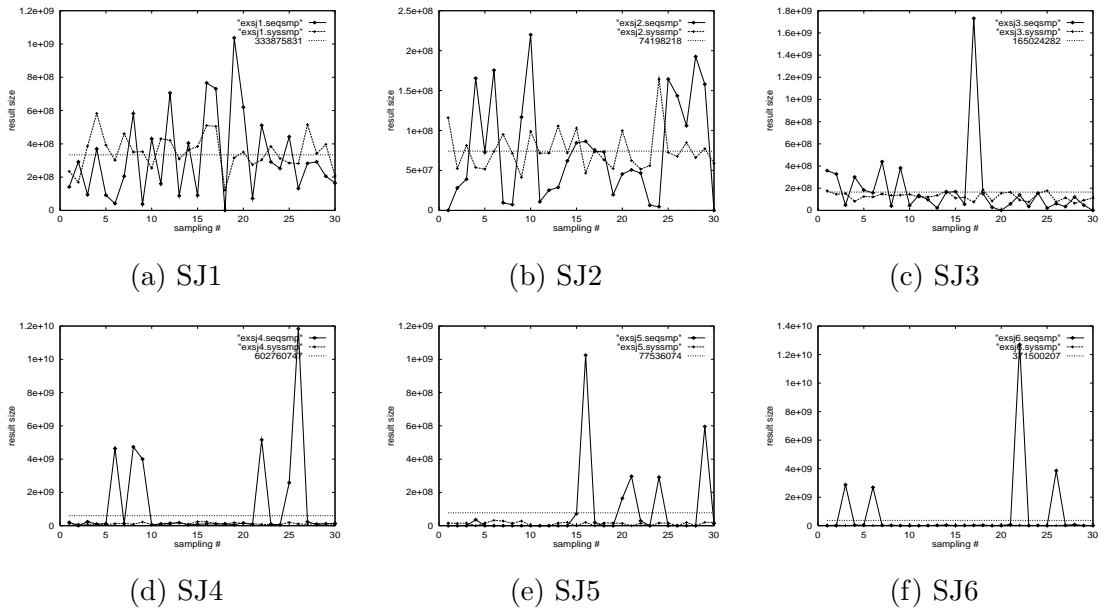 1.2e+09
1e+09
8e+08
6e+08
4e+08
2e+08
0
result size
0 5 10 15 20 25 30
sampling #
"exsj1.seqsmp"
"exsj1.syssmp"
333875831
(a) SJ1
2.5e+08
2e+08
1.5e+08
1e+08
5e+07
0
result size
0 5 10 15 20 25 30
sampling #
"exsj2.seqsmp"
"exsj2.syssmp"
74198218
(b) SJ2
1.8e+09
1.6e+09
1.4e+09
1.2e+09
1e+09
8e+08
6e+08
4e+08
2e+08
0
result size
0 5 10 15 20 25 30
sampling #
"exsj3.seqsmp"
"exsj3.syssmp"
165024282
(c) SJ3
1.2e+10
1e+10
8e+09
6e+09
4e+09
2e+09
0
result size
0 5 10 15 20 25 30
sampling #
"exsj4.seqsmp"
"exsj4.syssmp"
602760747
(d) SJ4
1.2e+09
1e+09
8e+08
6e+08
4e+08
2e+08
0
result size
0 5 10 15 20 25 30
sampling #
"exsj5.seqsmp"
"exsj5.syssmp"
77536074
(e) SJ5
1.4e+10
1.2e+10
1e+10
8e+09
6e+09
4e+09
2e+09
0
result size
0 5 10 15 20 25 30
sampling #
"exsj6.seqsmp"
"exsj6.syssmp"
371500207
(f) SJ6